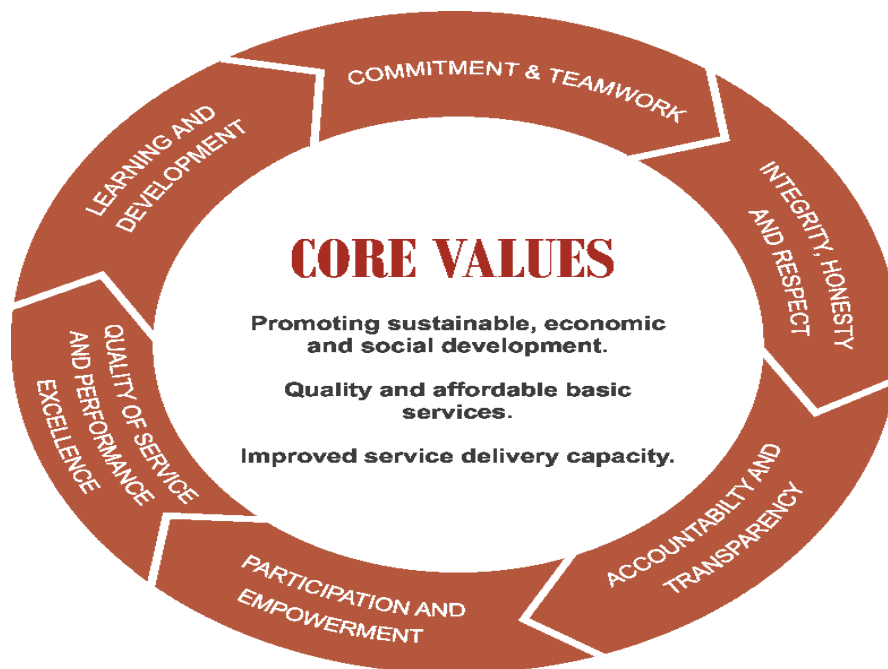 COMMITMENT & TEAMWORK
INTEGRITY, HONESTY
AND RESPECT
ACCOUNTABILTY AND
TRANSPARENCY
PARTICIPATION AND
EMPOWERMENT
QUALITY OF SERVICE
AND PERFORMANCE
EXCELLENCE
LEARNING AND
DEVELOPMENT
CORE VALUES
Promoting sustainable, economic
and social development.
Quality and affordable basic
services.
Improved service delivery capacity.